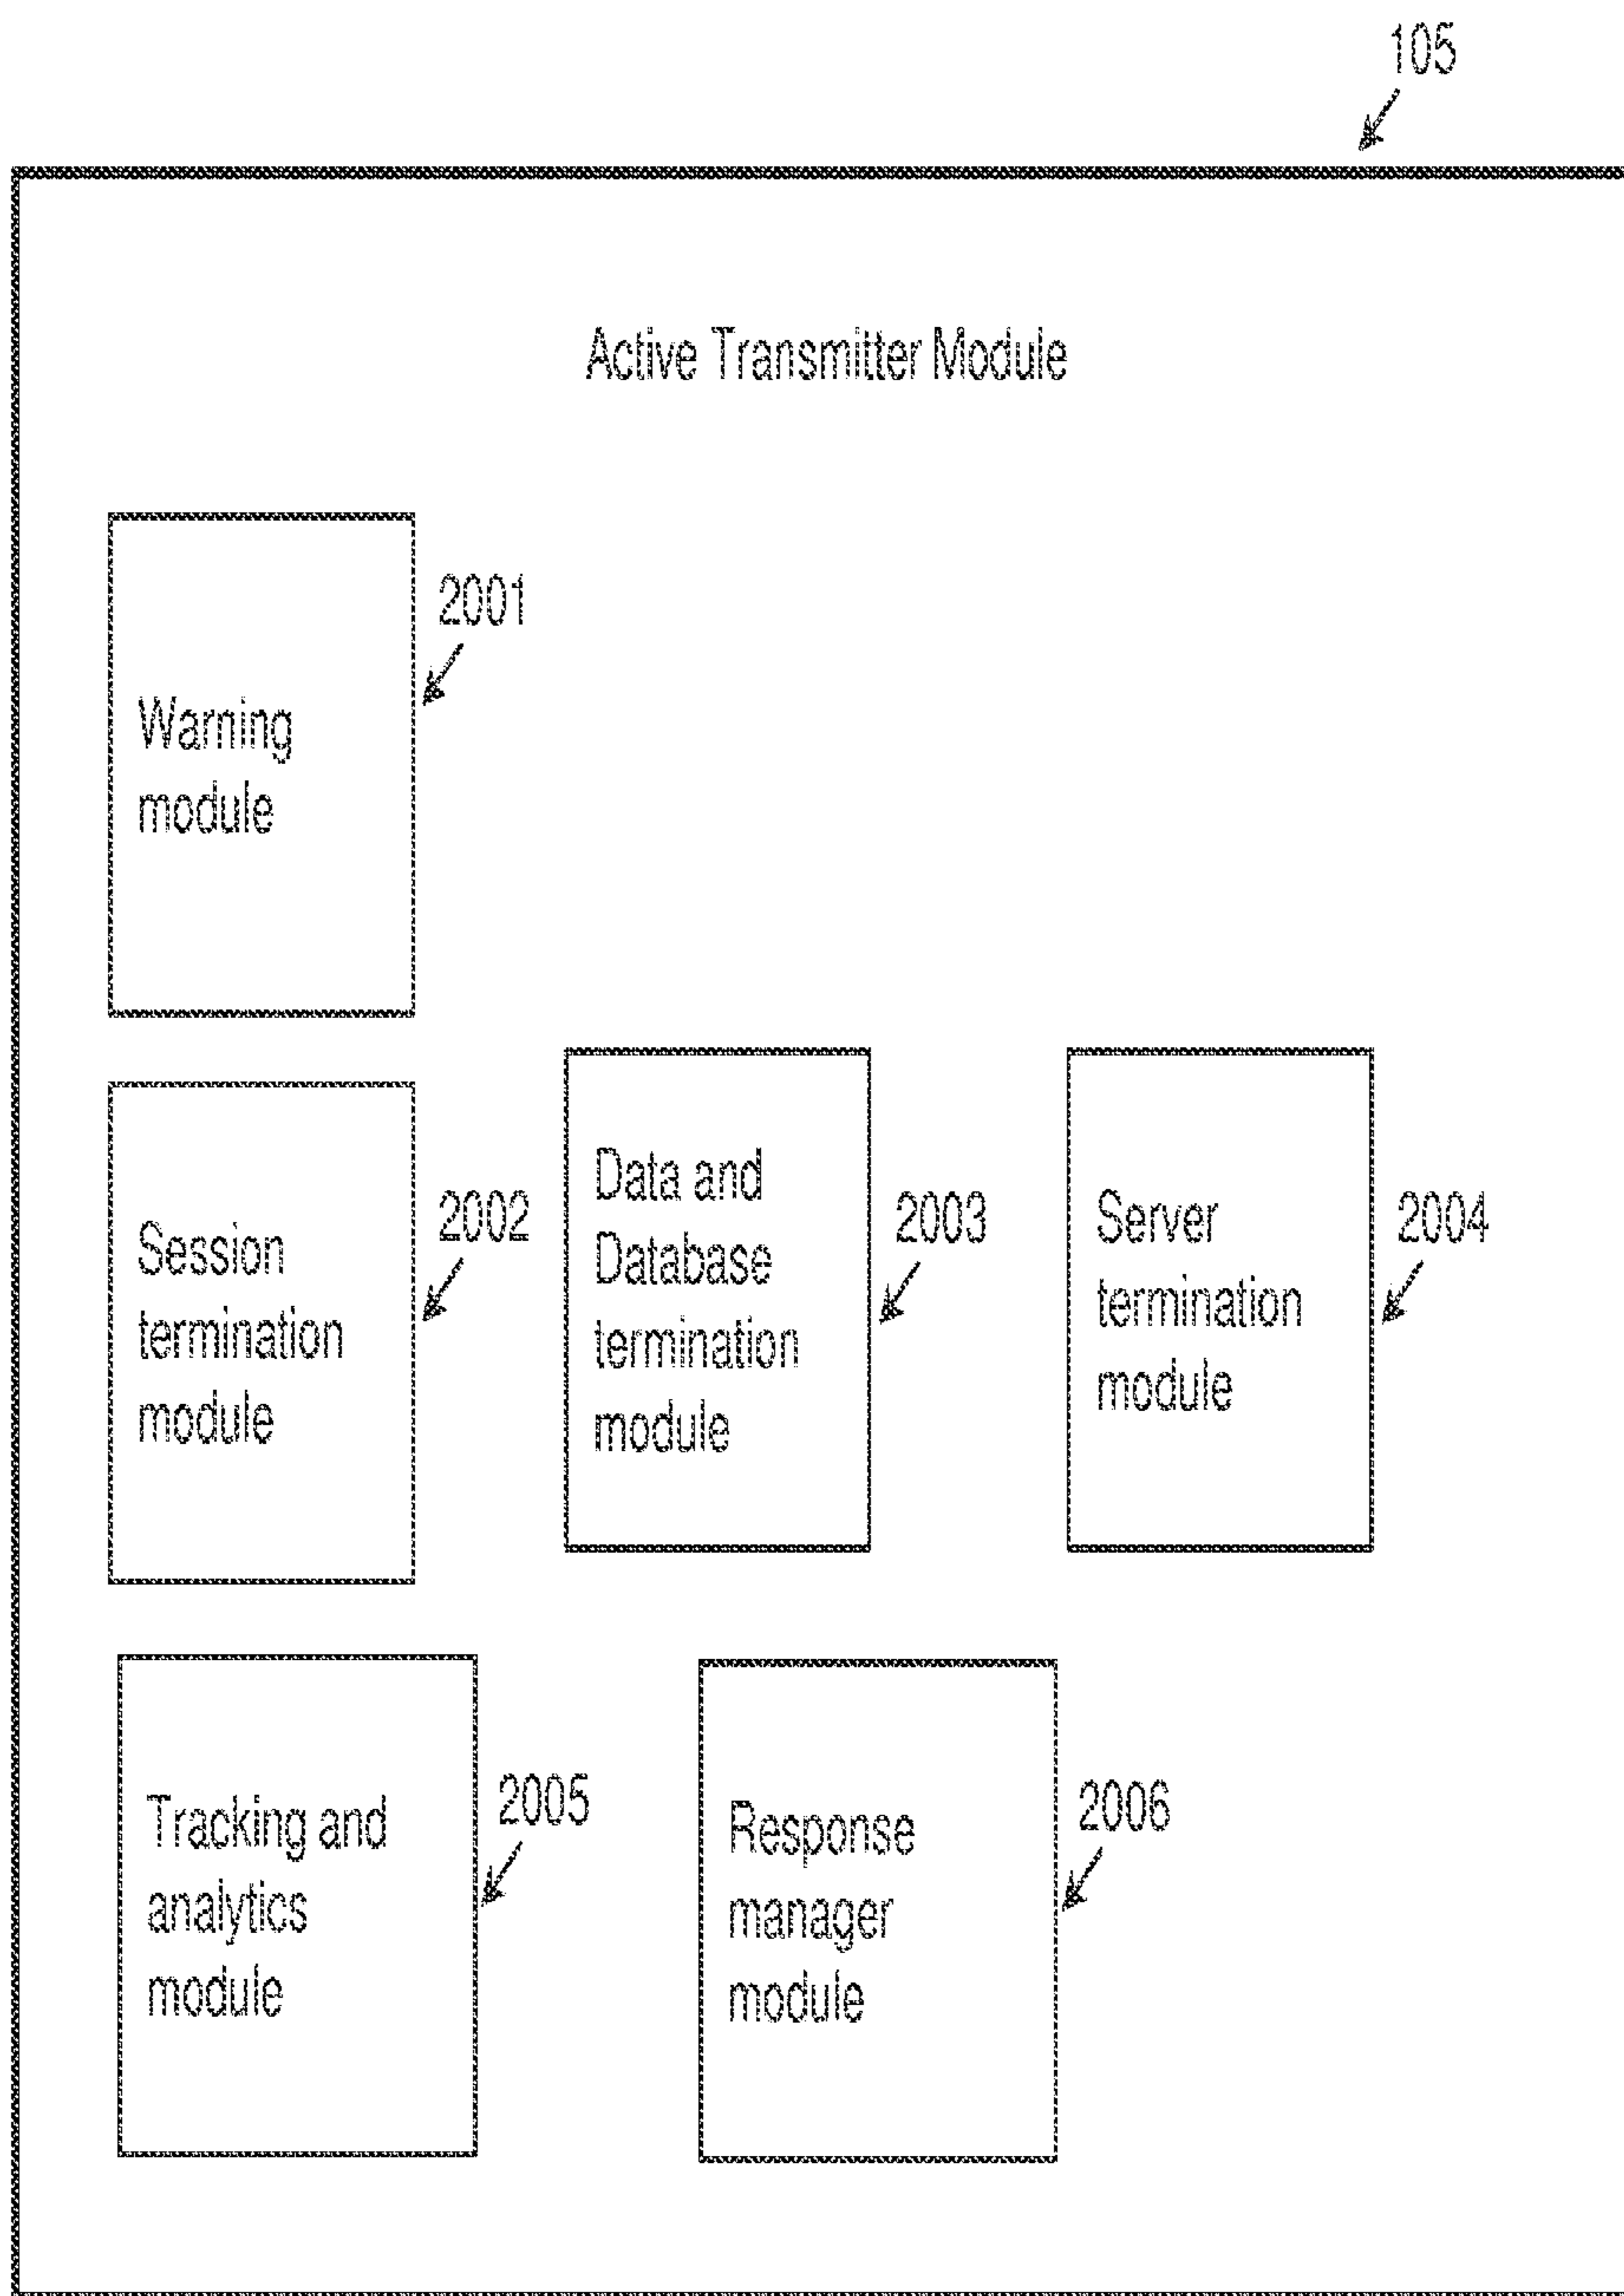 105
Active Transmitter Module
2001
Warning
module
2002
Session
termination
module
2003
Data and
Database
termination
module
2004
Server
termination
module
2005
Tracking and
analytics
module
2006
Response
manager
module